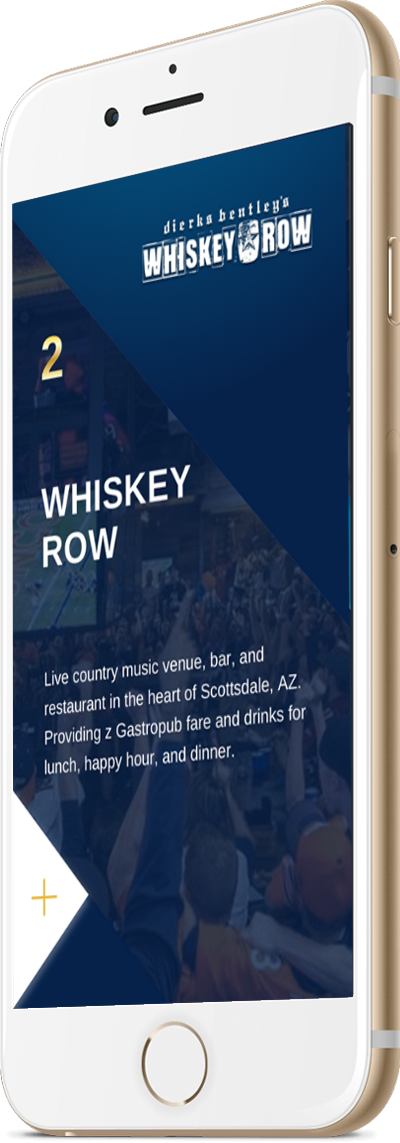 dierks bentley's
WHISKEY ROW
2
WHISKEY
ROW
Live country music venue, bar, and
restaurant in the heart of Scottsdale, AZ.
Providing z Gastropub fare and drinks for
lunch, happy hour, and dinner.
+